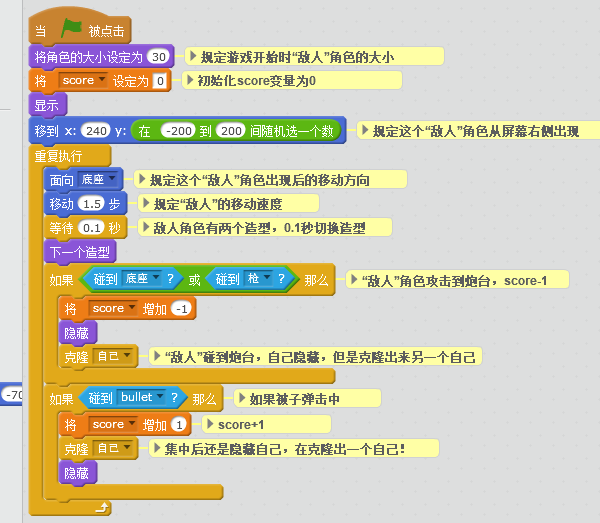 当 被点击
将角色的大小设定为 30 规定游戏开始时“敌人”角色的大小
将 score 设定为 0 初始化score变量为0
显示
移到 x: 240 y: 在 -200 到 200 间随机选一个数 规定这个“敌人”角色从屏幕右侧出现
重复执行
面向 底座 规定这个“敌人”角色出现后的移动方向
移动 1.5 步 规定“敌人”的移动速度
等待 0.1 秒 敌人角色有两个造型，0.1秒切换造型
下一个造型
如果 碰到 底座 ? 或 碰到 枪 ? 那么 “敌人”角色攻击到炮台，score-1
将 score 增加 -1
隐藏
克隆 自己 “敌人”碰到炮台，自己隐藏，但是克隆出来另一个自己
-70
如果 碰到 bullet ? 那么 如果被子弹击中
将 score 增加 1 score+1
克隆 自己 集中后还是隐藏自己，在克隆出一个自己！
隐藏